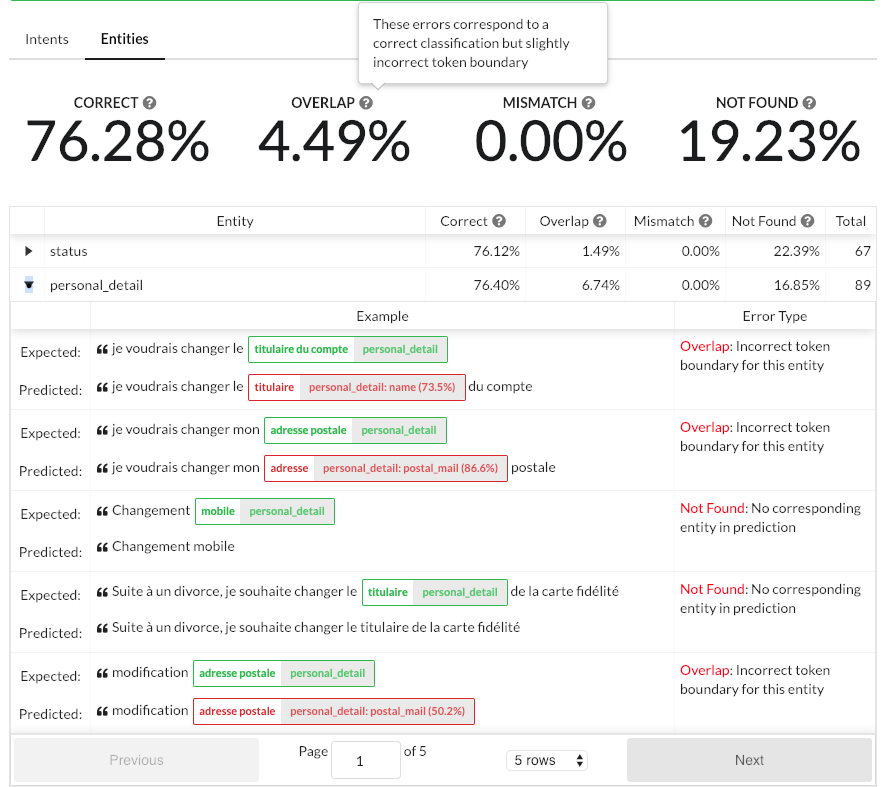 These errors correspond to a
correct classification but slightly
incorrect token boundary
Intents Entities
CORRECT OVERLAP MISMATCH NOT FOUND
76.28% 4.49% 0.00% 19.23%
Entity Correct Overlap Mismatch Not Found Total
status 76.12% 1.49% 0.00% 22.39% 67
personal_detail 76.40% 6.74% 0.00% 16.85% 89
Example Error Type
Expected: ❝ je voudrais changer le titulaire du compte personal_detail
Predicted: ❝ je voudrais changer le titulaire personal_detail: name (73.5%) du compte
Overlap: Incorrect token
boundary for this entity
Expected: ❝ je voudrais changer mon adresse postale personal_detail
Predicted: ❝ je voudrais changer mon adresse personal_detail: postal_mail (86.6%) postale
Overlap: Incorrect token
boundary for this entity
Expected: ❝ Changement mobile personal_detail
Predicted: ❝ Changement mobile
Not Found: No corresponding
entity in prediction
Expected: ❝ Suite à un divorce, je souhaite changer le titulaire personal_detail de la carte fidélité
Predicted: ❝ Suite à un divorce, je souhaite changer le titulaire de la carte fidélité
Not Found: No corresponding
entity in prediction
Expected: ❝ modification adresse postale personal_detail
Predicted: ❝ modification adresse postale personal_detail: postal_mail (50.2%)
Overlap: Incorrect token
boundary for this entity
Previous Page 1 of 5 5 rows Next